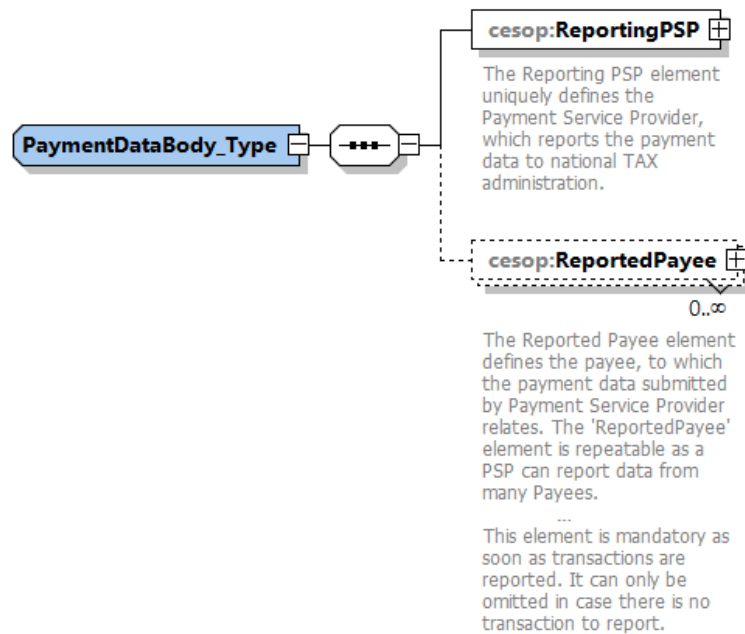 cesop:ReportingPSP
The Reporting PSP element
uniquely defines the
Payment Service Provider,
which reports the payment
data to national TAX
administration.
PaymentDataBody_Type
cesop:ReportedPayee
0..∞
The Reported Payee element
defines the payee, to which
the payment data submitted
by Payment Service Provider
relates. The 'ReportedPayee'
element is repeatable as a
PSP can report data from
many Payees.
...
This element is mandatory as
soon as transactions are
reported. It can only be
omitted in case there is no
transaction to report.